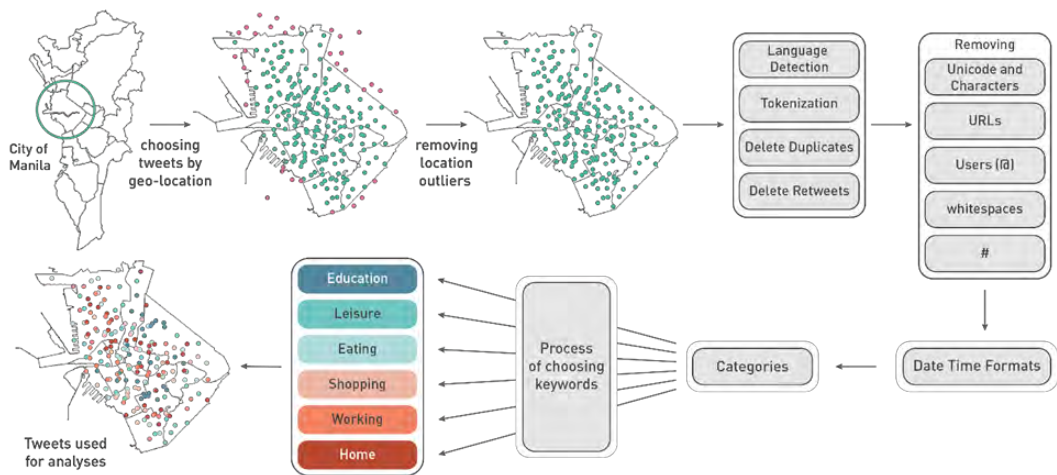 City of
Manila
choosing
tweets by
geo-location
removing
location
outliers
Language
Detection
Tokenization
Delete Duplicates
Delete Retweets
Removing
Unicode and
Characters
URLs
Users (@)
whitespaces
#
Date Time Formats
Categories
Process
of choosing
keywords
Education
Leisure
Eating
Shopping
Working
Home
Tweets used
for analyses